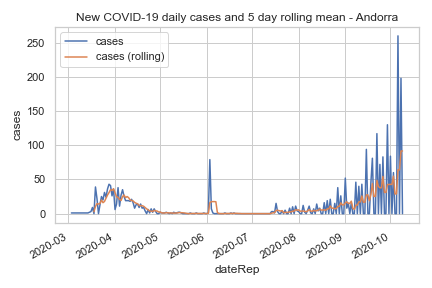 New COVID-19 daily cases and 5 day rolling mean - Andorra
cases
cases (rolling)
250
200
150
100
50
0
cases
2020-03
2020-04
2020-05
2020-06
2020-07
2020-08
2020-09
2020-10
dateRep